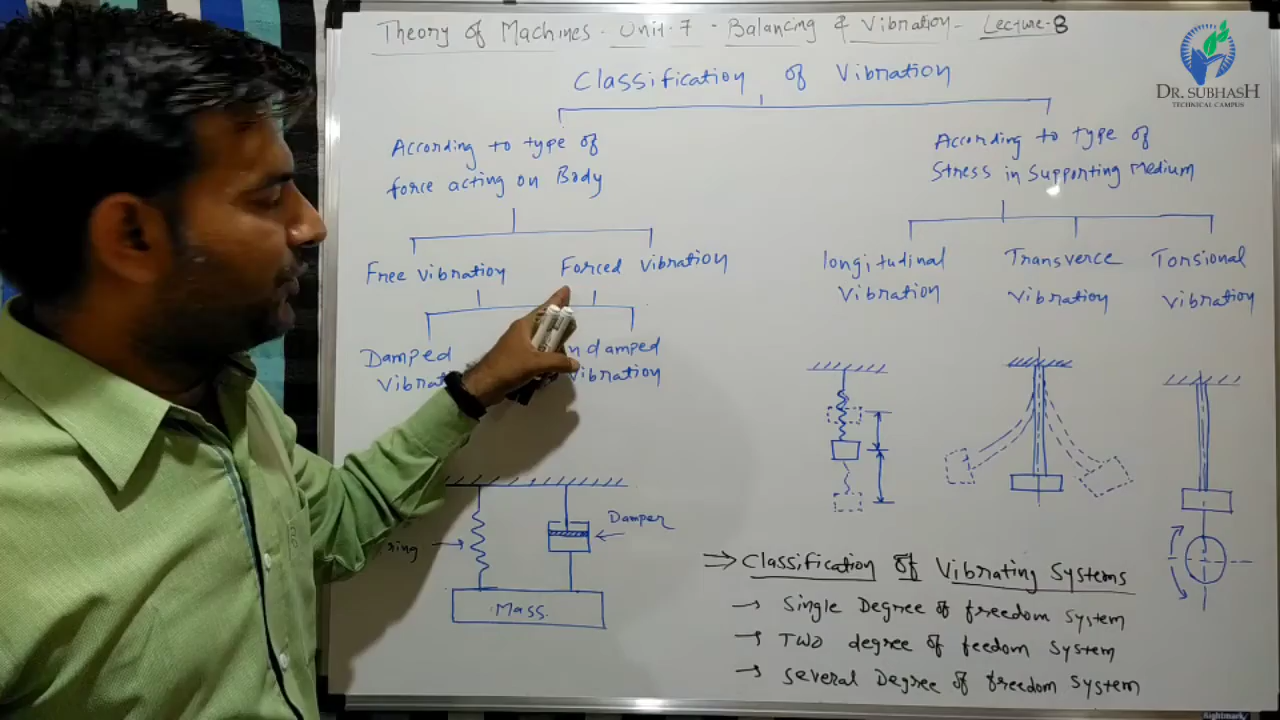 Theory of Machines - Unit-7 - Balancing & Vibration - Lecture-8
DR. SUBHASH
TECHNICAL CAMPUS
Classification of Vibration
According to type of
force acting on Body
According to type of
Stress in Supporting Medium
Free vibration
Forced Vibration
Damped
Vibrat
ndamped
Vibration
longitudinal
Vibration
Transverce
Vibration
Torsional
Vibration
ring
Damper
Mass
Classification of Vibrating Systems
Single Degree of freedom system
TWO degree of feedom system
Several Degree of freedom system